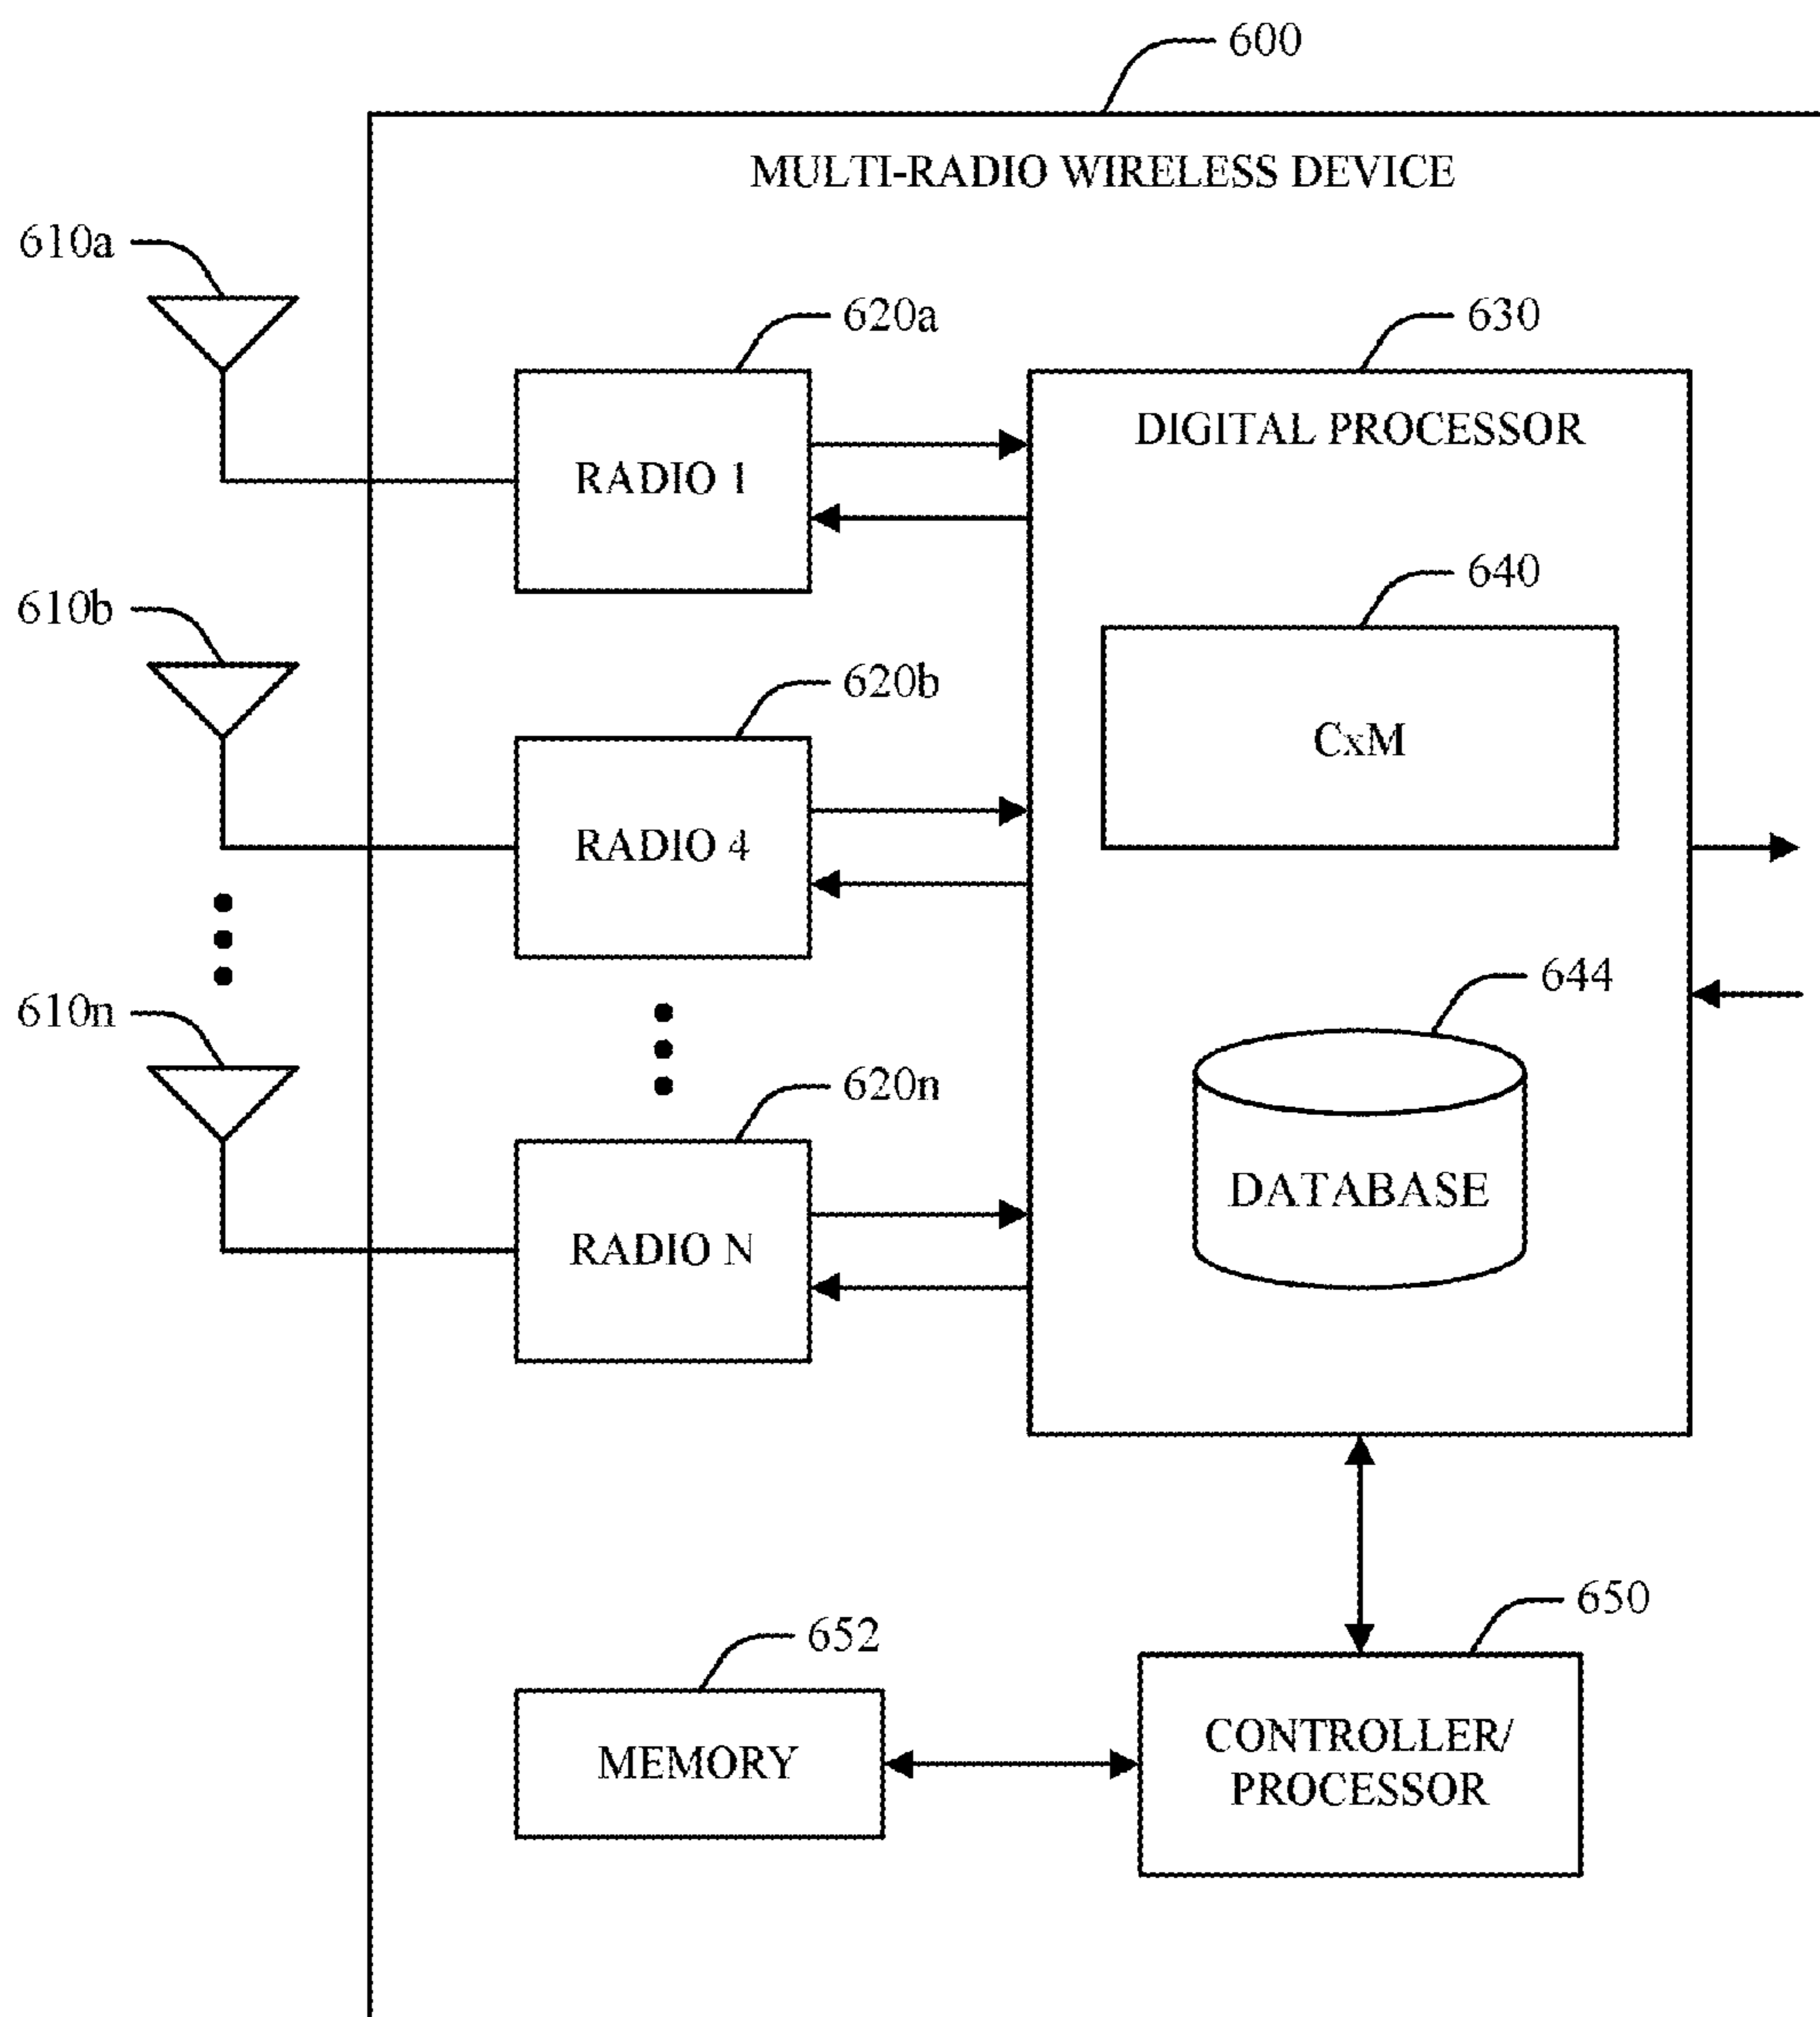 600
MULTI-RADIO WIRELESS DEVICE
610a
620a
630
RADIO 1
DIGITAL PROCESSOR
640
610b
620b
CxM
RADIO 4
644
610n
620n
DATABASE
RADIO N
650
652
MEMORY
CONTROLLER/
PROCESSOR